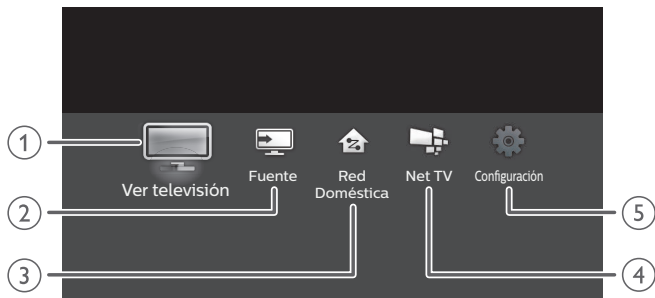 1
Ver televisión
Fuente
Red
Doméstica
Net TV
Configuración
2
3
4
5